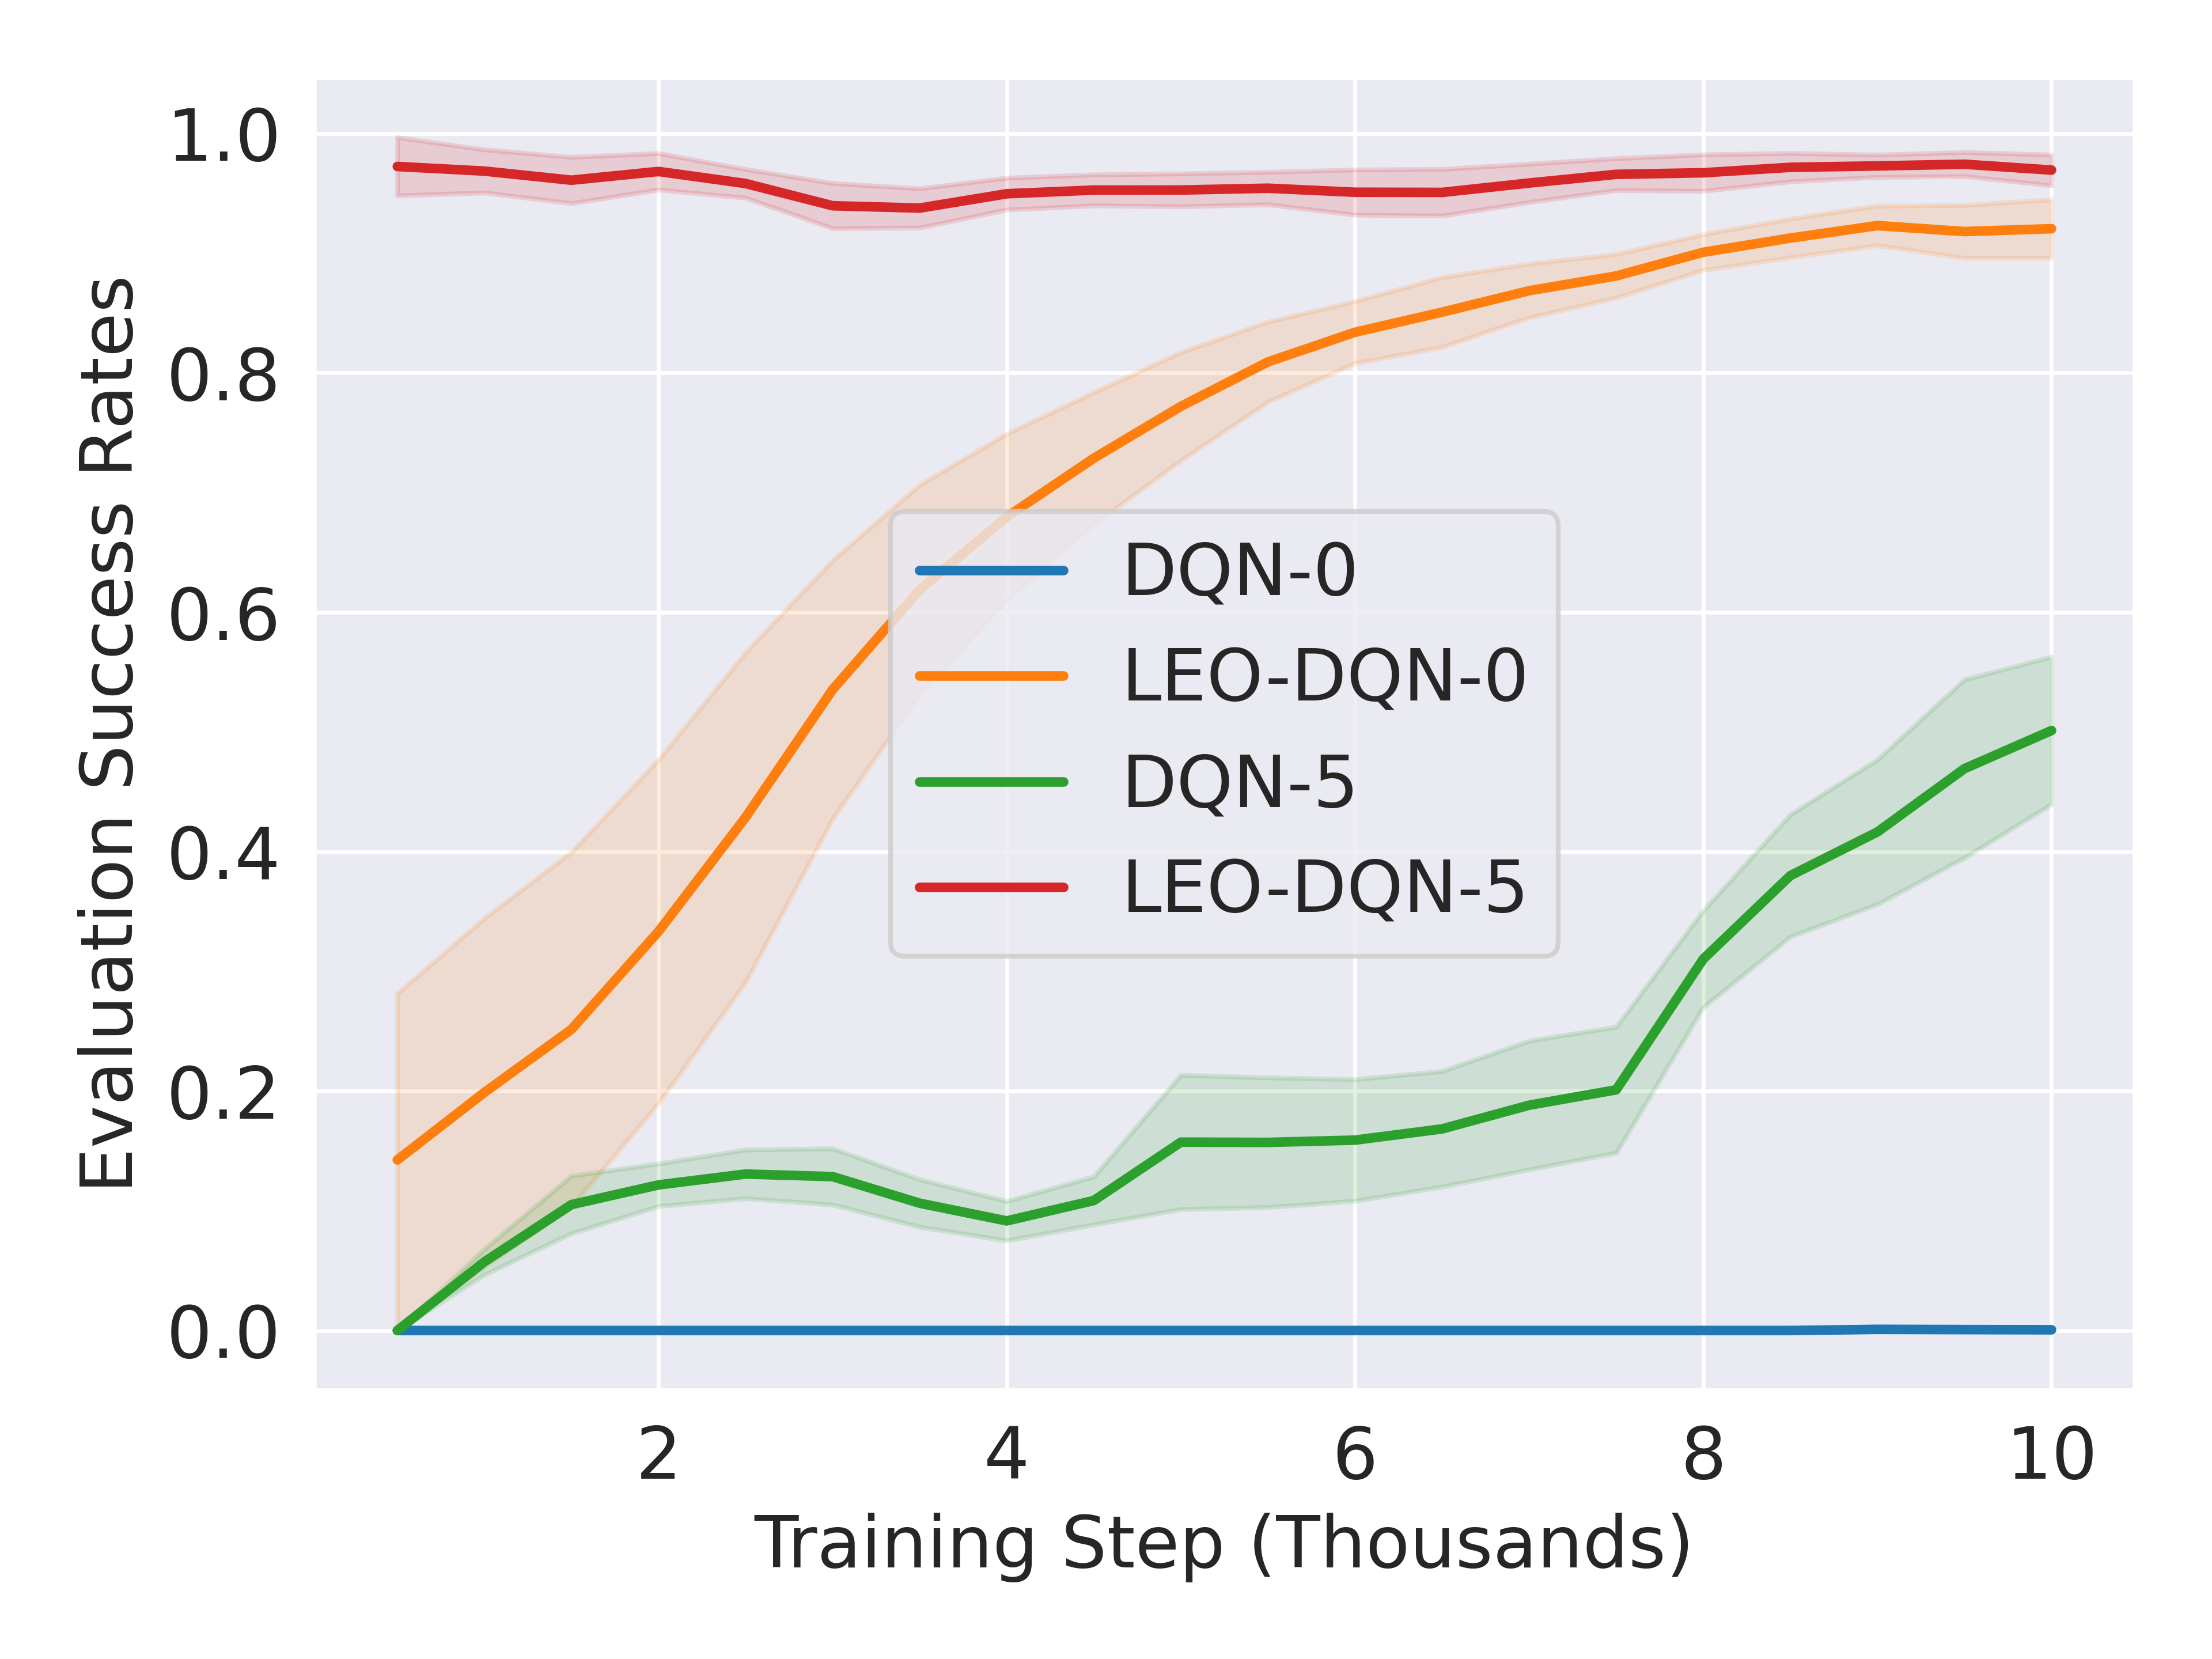 1.0
0.8
0.6
0.4
0.2
0.0
Evaluation Success Rates
DQN-0
LEO-DQN-0
DQN-5
LEO-DQN-5
2 4 6 8 10
Training Step (Thousands)